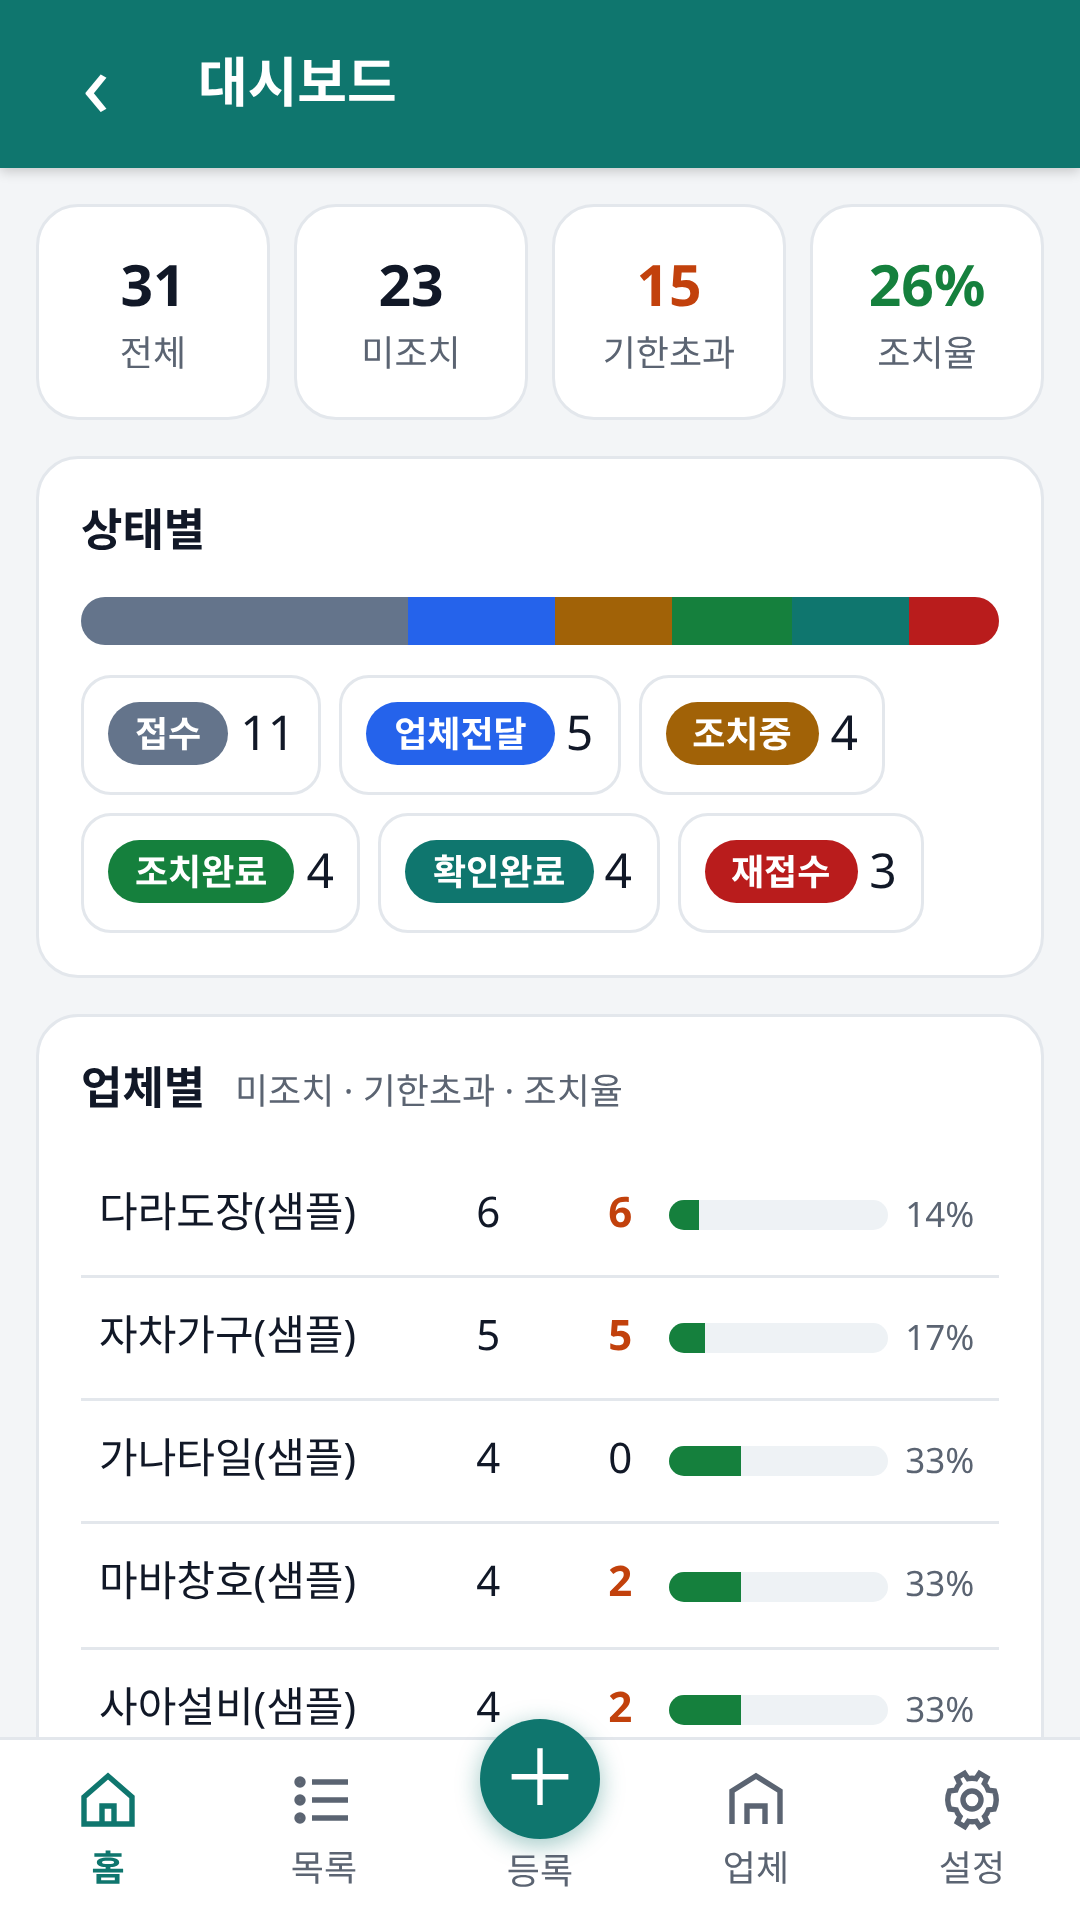 ‹ 대시보드
31 23 15 26%
전체 미조치 기한초과 조치율
상태별
접수 11 업체전달 5 조치중 4
조치완료 4 확인완료 4 재접수 3
업체별 미조치 · 기한초과 · 조치율
다라도장(샘플) 6 6 14%
자차가구(샘플) 5 5 17%
가나타일(샘플) 4 0 33%
마바창호(샘플) 4 2 33%
사아설비(샘플) 4 2 33%
홈 목록 등록 업체 설정